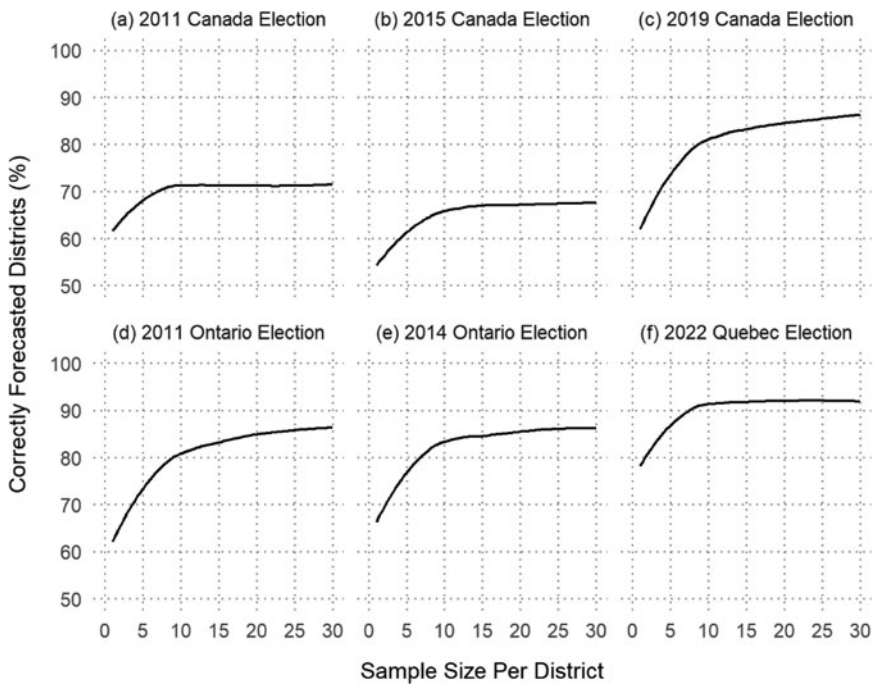 (a) 2011 Canada Election
(b) 2015 Canada Election
(c) 2019 Canada Election
100
90
80
70
60
50
(d) 2011 Ontario Election
(e) 2014 Ontario Election
(f) 2022 Quebec Election
100
90
80
70
60
50
0 5 10 15 20 25 30
0 5 10 15 20 25 30
0 5 10 15 20 25 30
Correctly Forecasted Districts (%)
Sample Size Per District